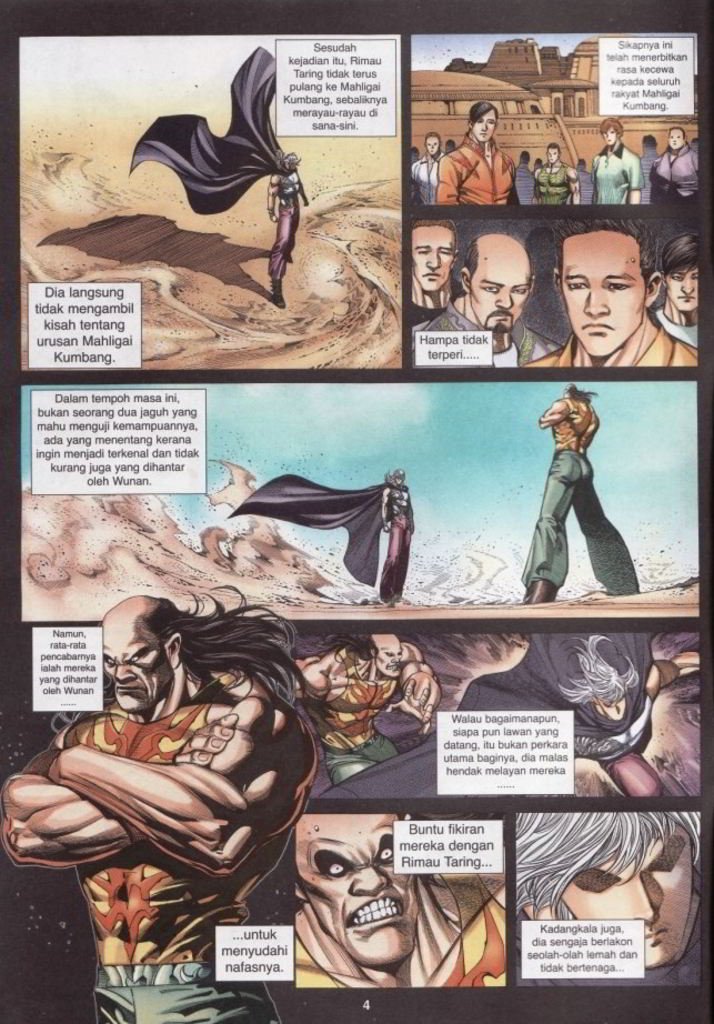 Sesudah
kejadian itu, Rimau
Taring tidak terus
pulang ke Mahligai
Kumbang, sebaliknya
merayau-rayau di
sana-sini.
Dia langsung
tidak mengambil
kisah tentang
urusan Mahligai
Kumbang.
Sikapnya ini
telah menerbitkan
rasa kecewa
kepada seluruh
rakyat Mahligai
Kumbang.
Hampa tidak
terperi.....
Dalam tempoh masa ini,
bukan seorang dua jaguh yang
mahu menguji kemampuannya,
ada yang menentang kerana
ingin menjadi terkenal dan tidak
kurang juga yang dihantar
oleh Wunan.
Namun,
rata-rata
pencabarnya
ialah mereka
yang dihantar
oleh Wunan
......
Walau bagaimanapun,
siapa pun lawan yang
datang, itu bukan perkara
utama baginya, dia malas
hendak melayan mereka
......
Buntu fikiran
mereka dengan
Rimau Taring...
...untuk
menyudahi
nafasnya.
Kadangkala juga,
dia sengaja berlakon
seolah-olah lemah dan
tidak bertenaga...
4